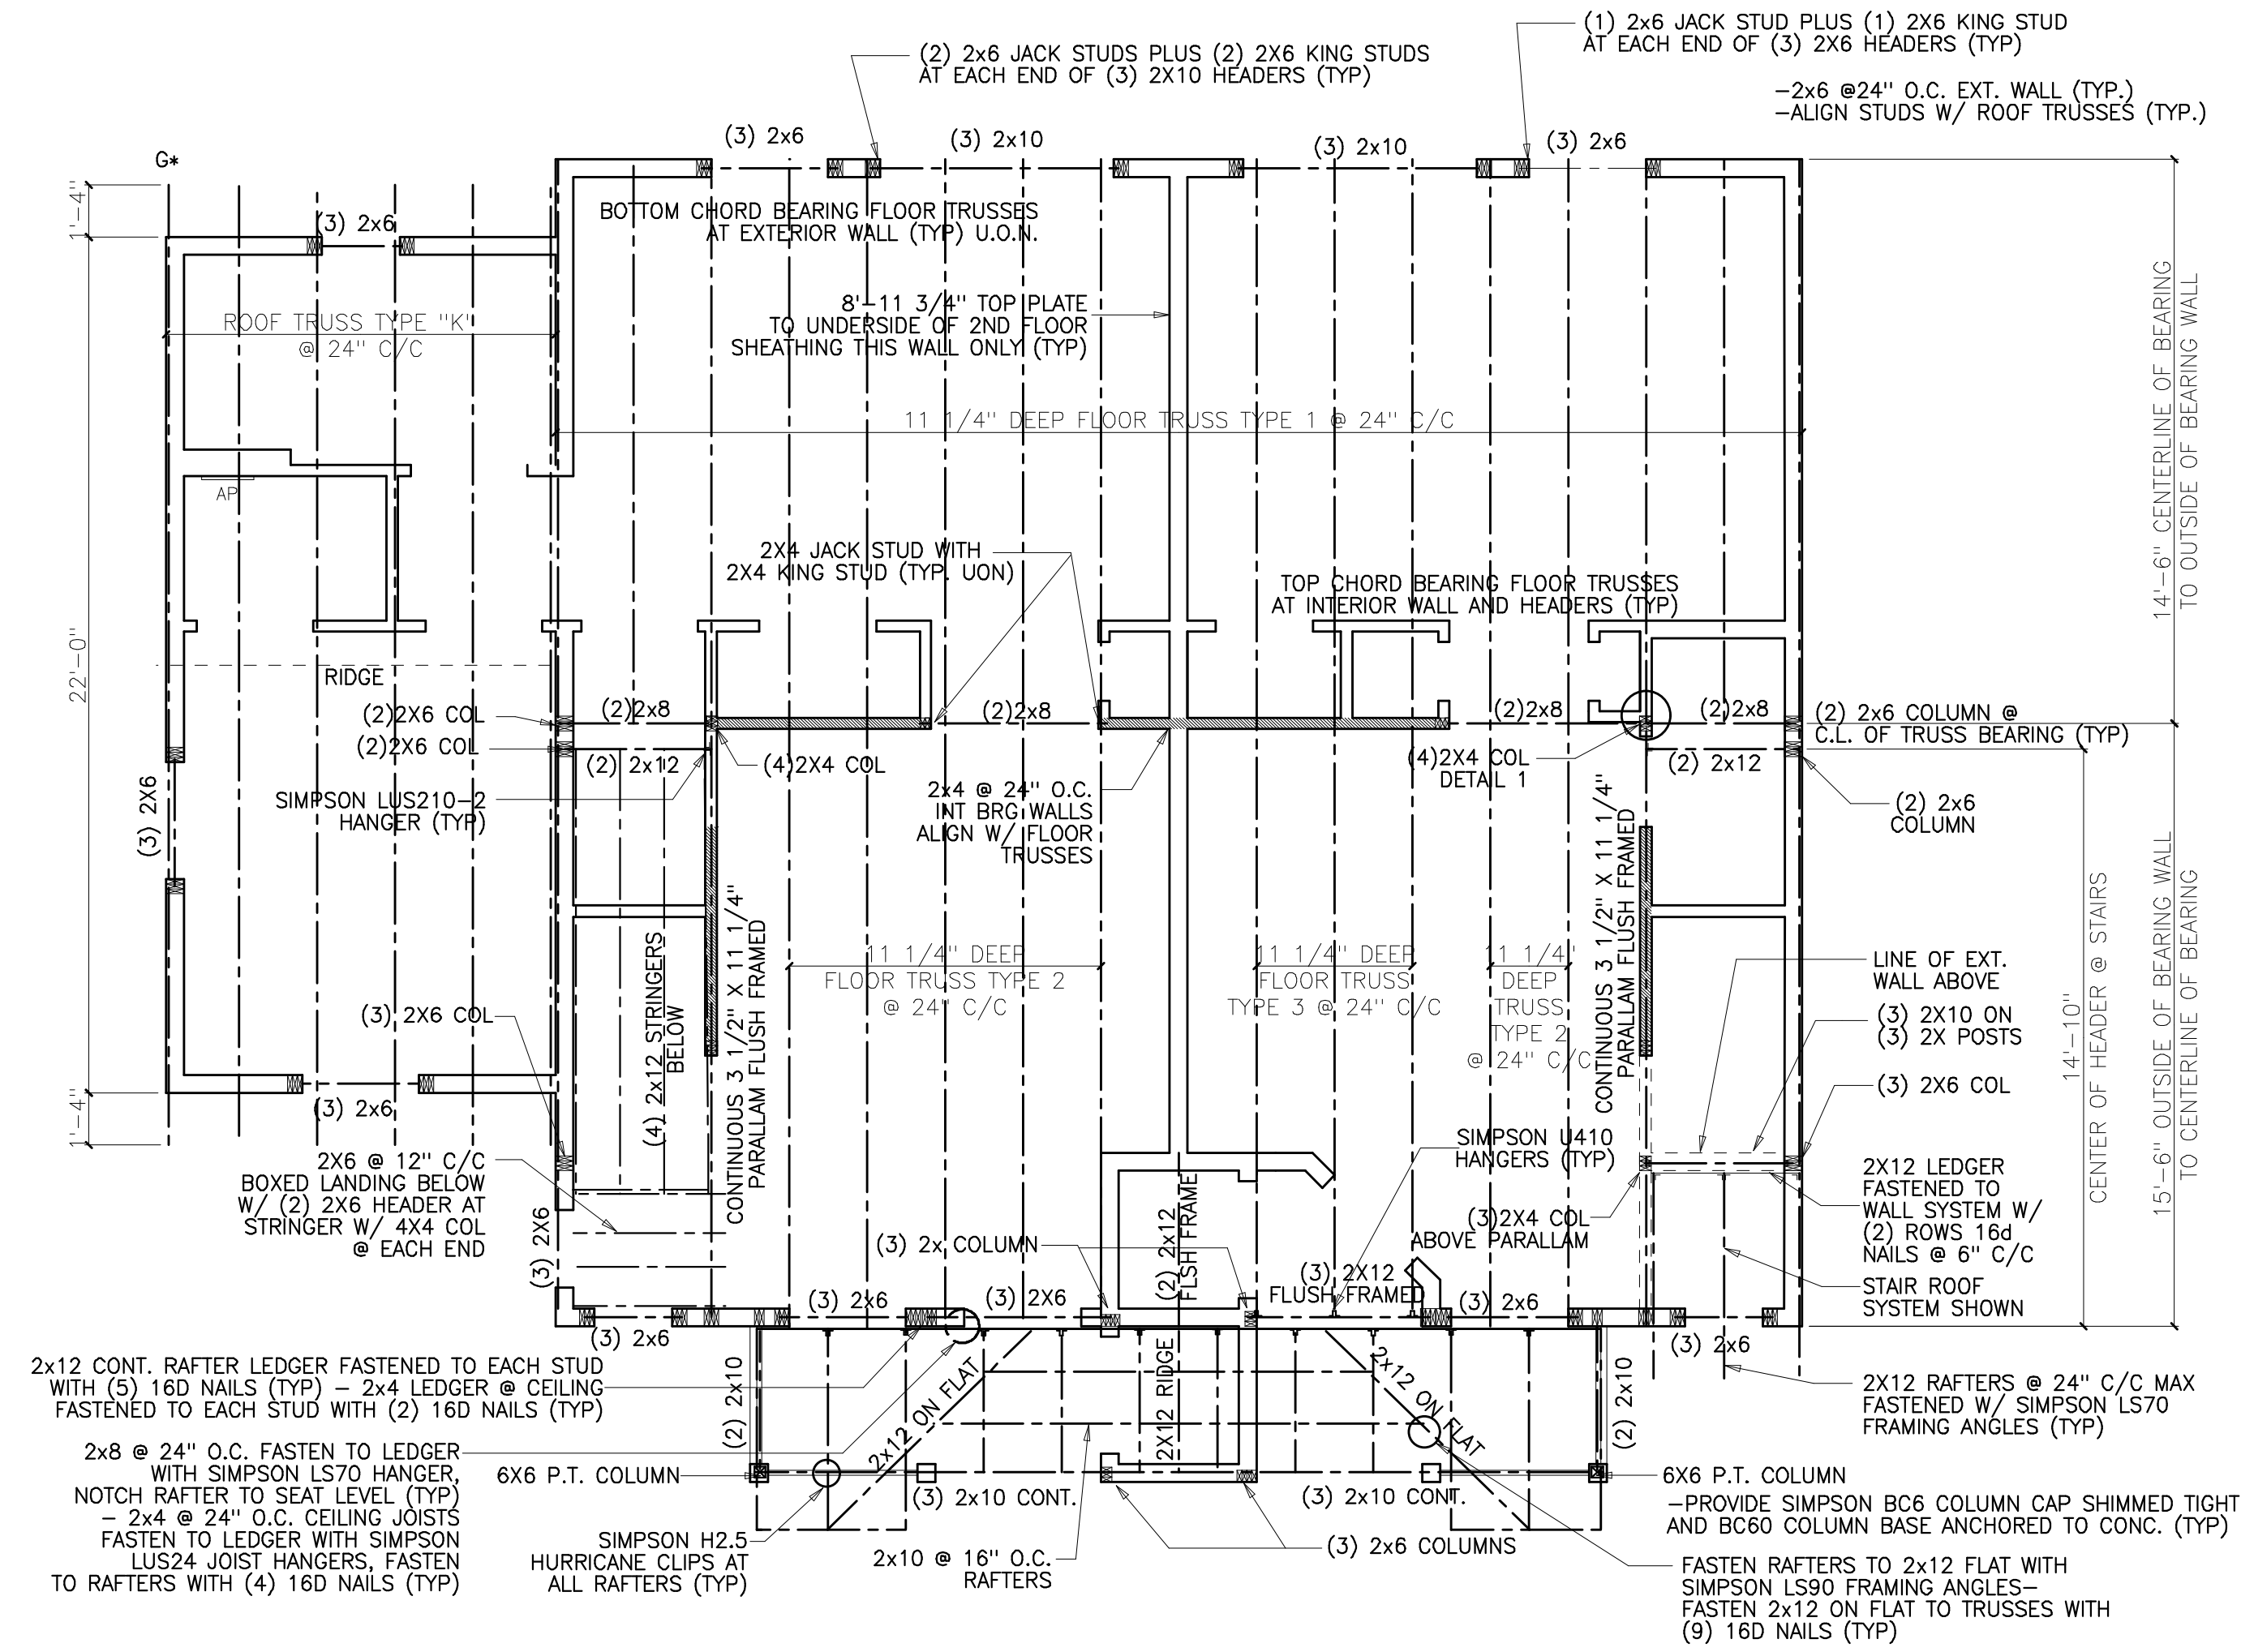 (1) 2x6 JACK STUD PLUS (1) 2X6 KING STUD
AT EACH END OF (3) 2X6 HEADERS (TYP)
(2) 2x6 JACK STUDS PLUS (2) 2X6 KING STUDS
AT EACH END OF (3) 2X10 HEADERS (TYP)
-2x6 @24" O.C. EXT. WALL (TYP.)
-ALIGN STUDS W/ ROOF TRUSSES (TYP.)
(3) 2x6
(3) 2x10
(3) 2x10
(3) 2x6
G*
1'-4"
(3) 2x6
BOTTOM CHORD BEARING FLOOR TRUSSES
AT EXTERIOR WALL (TYP) U.O.N.
8'-11 3/4" TOP PLATE
TO UNDERSIDE OF 2ND FLOOR
SHEATHING THIS WALL ONLY (TYP)
ROOF TRUSS TYPE "K"
@ 24" C/C
14'-6" CENTERLINE OF BEARING
TO OUTSIDE OF BEARING WALL
11 1/4" DEEP FLOOR TRUSS TYPE 1 @ 24" C/C
AP
2X4 JACK STUD WITH
2X4 KING STUD (TYP. UON)
TOP CHORD BEARING FLOOR TRUSSES
AT INTERIOR WALL AND HEADERS (TYP)
22'-0"
RIDGE
(2)2X6 COL
(2)2x8
(2)2x8
(2)2x8
(2)2x8
(2) 2x6 COLUMN @
C.L. OF TRUSS BEARING (TYP)
(2)2X6 COL
(2) 2x12
(4)2X4 COL
(4)2X4 COL
DETAIL 1
(2) 2x12
SIMPSON LUS210-2
HANGER (TYP)
(3) 2X6
2x4 @ 24" O.C.
INT BRG WALLS
ALIGN W/ FLOOR
TRUSSES
(2) 2x6
COLUMN
CONTINUOUS 3 1/2" X 11 1/4"
PARALLAM FLUSH FRAMED
CONTINUOUS 3 1/2" X 11 1/4"
PARALLAM FLUSH FRAMED
(4) 2x12 STRINGERS
BELOW
11 1/4" DEEP
FLOOR TRUSS TYPE 2
@ 24" C/C
11 1/4" DEEP
FLOOR TRUSS
TYPE 3 @ 24" C/C
11 1/4"
DEEP
TRUSS
TYPE 2
@ 24" C/C
LINE OF EXT.
WALL ABOVE
(3) 2X10 ON
(3) 2X POSTS
(3) 2X6 COL
14'-10"
CENTER OF HEADER @ STAIRS
15'-6" OUTSIDE OF BEARING WALL
TO CENTERLINE OF BEARING
(3) 2X6 COL
(3) 2x6
1'-4"
2X6 @ 12" C/C
BOXED LANDING BELOW
W/ (2) 2X6 HEADER AT
STRINGER W/ 4X4 COL
@ EACH END
(3) 2X6
SIMPSON U410
HANGERS (TYP)
2X12 LEDGER
FASTENED TO
WALL SYSTEM W/
(2) ROWS 16d
NAILS @ 6" C/C
(3)2X4 COL
ABOVE PARALLAM
(3) 2x COLUMN
(2) 2x12
FLSH FRAME
(3) 2X12
FLUSH FRAMED
STAIR ROOF
SYSTEM SHOWN
(3) 2X6
(3) 2X6
(3) 2x6
(3) 2x6
(3) 2x6
2x12 CONT. RAFTER LEDGER FASTENED TO EACH STUD
WITH (5) 16D NAILS (TYP) - 2x4 LEDGER @ CEILING
FASTENED TO EACH STUD WITH (2) 16D NAILS (TYP)
(2) 2x10
2x12 ON FLAT
2X12 RIDGE
2x12 ON FLAT
(2) 2x10
2X12 RAFTERS @ 24" C/C MAX
FASTENED W/ SIMPSON LS70
FRAMING ANGLES (TYP)
2x8 @ 24" O.C. FASTEN TO LEDGER
WITH SIMPSON LS70 HANGER,
NOTCH RAFTER TO SEAT LEVEL (TYP)
- 2x4 @ 24" O.C. CEILING JOISTS
FASTEN TO LEDGER WITH SIMPSON
LUS24 JOIST HANGERS, FASTEN
TO RAFTERS WITH (4) 16D NAILS (TYP)
6X6 P.T. COLUMN
(3) 2x10 CONT.
(3) 2x10 CONT.
6X6 P.T. COLUMN
-PROVIDE SIMPSON BC6 COLUMN CAP SHIMMED TIGHT
AND BC60 COLUMN BASE ANCHORED TO CONC. (TYP)
SIMPSON H2.5
HURRICANE CLIPS AT
ALL RAFTERS (TYP)
2x10 @ 16" O.C.
RAFTERS
(3) 2x6 COLUMNS
FASTEN RAFTERS TO 2x12 FLAT WITH
SIMPSON LS90 FRAMING ANGLES-
FASTEN 2x12 ON FLAT TO TRUSSES WITH
(9) 16D NAILS (TYP)